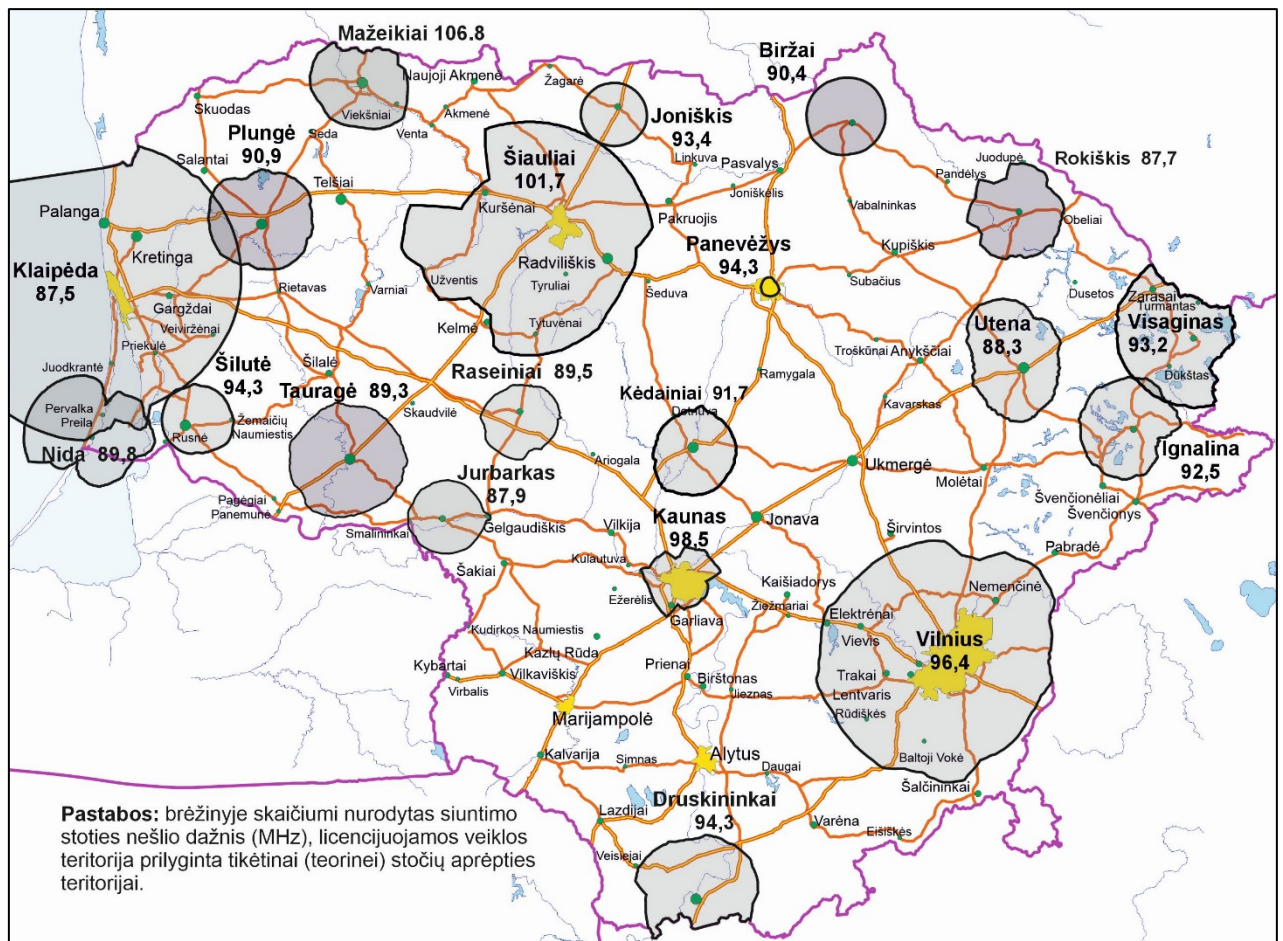 Mažeikiai 106.8
Biržai
90,4
Naujoji Akmenė
Žagarė
Skuodas
Viekšniai
Akmenė
Joniškis
93,4
Plungė
90,9
Seda
Venta
Šiauliai
101,7
Linkuva
Pasvalys
Juodupė
Rokiškis 87,7
Salantai
Telšiai
Joniškėlis
Pandėlys
Kuršėnai
Vabalninkas
Palanga
Pakruojis
Obeliai
Kretinga
Panevėžys
94,3
Kupiškis
Klaipėda
87,5
Radviliškis
Užventis
Tyruliai
Subačius
Rietavas
Varniai
Šeduva
Dusetos
Zarasai
Turmantas
Gargždai
Visaginas
93,2
Veiviržėnai
Kelmė
Tytuvėnai
Utena
88,3
Priekulė
Troškūnai
Anykščiai
Juodkrantė
Šilutė
94,3
Šilalė
Raseiniai 89,5
Ramygala
Dūkštas
Tauragė 89,3
Kėdainiai 91,7
Dotnuva
Pervalka
Preila
Skaudvilė
Kavarskas
Žemaičių
Naumiestis
Rusnė
Nida 89,8
Ariogala
Ukmergė
Ignalina
92,5
Jurbarkas
87,9
Molėtai
Pagėgiai
Panemunė
Švenčionėliai
Švenčionys
Smalininkai
Gelgaudiškis
Vilkija
Kaunas
98,5
Jonava
Širvintos
Pabradė
Šakiai
Kulautuva
Kaišiadorys
Nemenčinė
Ežerėlis
Žiežmariai
Garliava
Elektrėnai
Vievis
Vilnius
96,4
Kudirkos Naumiestis
Kazlų Rūda
Kybartai
Virbalis
Vilkaviškis
Prienai
Birštonas
Jieznas
Trakai
Lentvaris
Rūdiškės
Marijampolė
Kalvarija
Simnas
Alytus
Daugai
Baltoji Vokė
Šalčininkai
Druskininkai
94,3
Lazdijai
Varėna
Eišiškės
Veisiejai
Pastabos: brėžinyje skaičiumi nurodytas siuntimo
stoties nešlio dažnis (MHz), licencijuojamos veiklos
teritorija prilyginta tikėtinai (teorinei) stočių aprėpties
teritorijai.